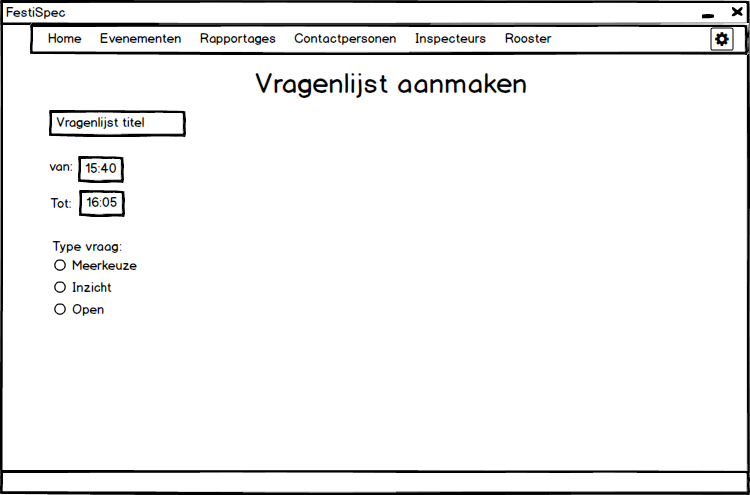 FestiSpec
Home Evenementen Rapportages Contactpersonen Inspecteurs Rooster
Vragenlijst aanmaken
Vragenlijst titel
van: 15:40
Tot: 16:05
Type vraag:
Meerkeuze
Inzicht
Open